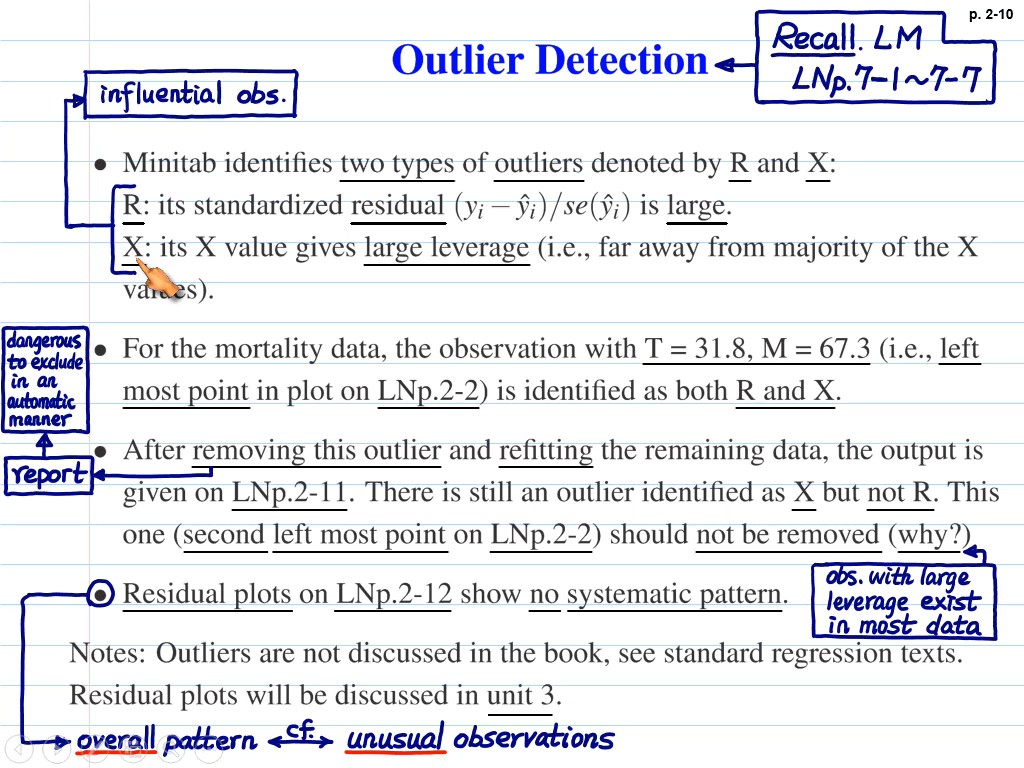 p. 2-10
Outlier Detection
Recall. LM
LNp.7-1~7-7
influential obs.
• Minitab identifies two types of outliers denoted by R and X:
R: its standardized residual (yᵢ − ŷᵢ)/se(ŷᵢ) is large.
X: its X value gives large leverage (i.e., far away from majority of the X
values).
dangerous
to exclude
in an
automatic
manner
• For the mortality data, the observation with T = 31.8, M = 67.3 (i.e., left
most point in plot on LNp.2-2) is identified as both R and X.
report
• After removing this outlier and refitting the remaining data, the output is
given on LNp.2-11. There is still an outlier identified as X but not R. This
one (second left most point on LNp.2-2) should not be removed (why?)
obs. with large
leverage exist
in most data
• Residual plots on LNp.2-12 show no systematic pattern.
Notes: Outliers are not discussed in the book, see standard regression texts.
Residual plots will be discussed in unit 3.
overall pattern cf. unusual observations